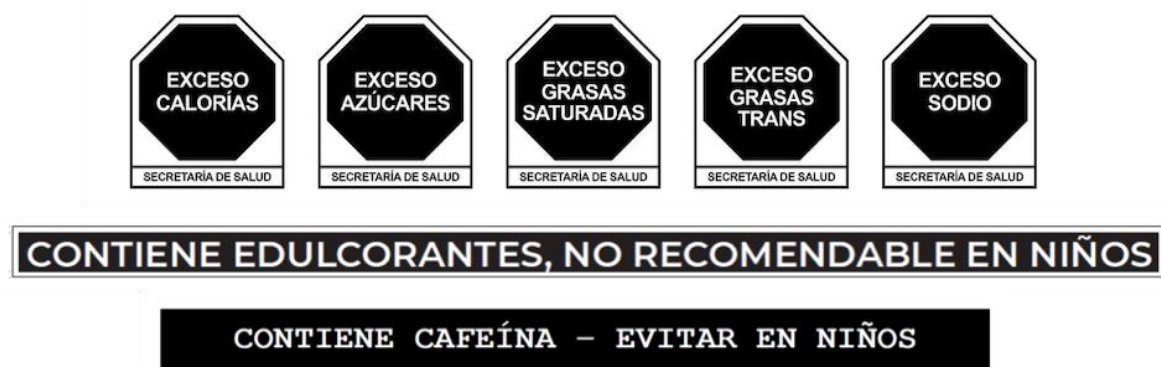 EXCESO
CALORÍAS
SECRETARÍA DE SALUD
EXCESO
AZÚCARES
SECRETARÍA DE SALUD
EXCESO
GRASAS
SATURADAS
SECRETARÍA DE SALUD
EXCESO
GRASAS
TRANS
SECRETARÍA DE SALUD
EXCESO
SODIO
SECRETARÍA DE SALUD
CONTIENE EDULCORANTES, NO RECOMENDABLE EN NIÑOS
CONTIENE CAFEÍNA – EVITAR EN NIÑOS